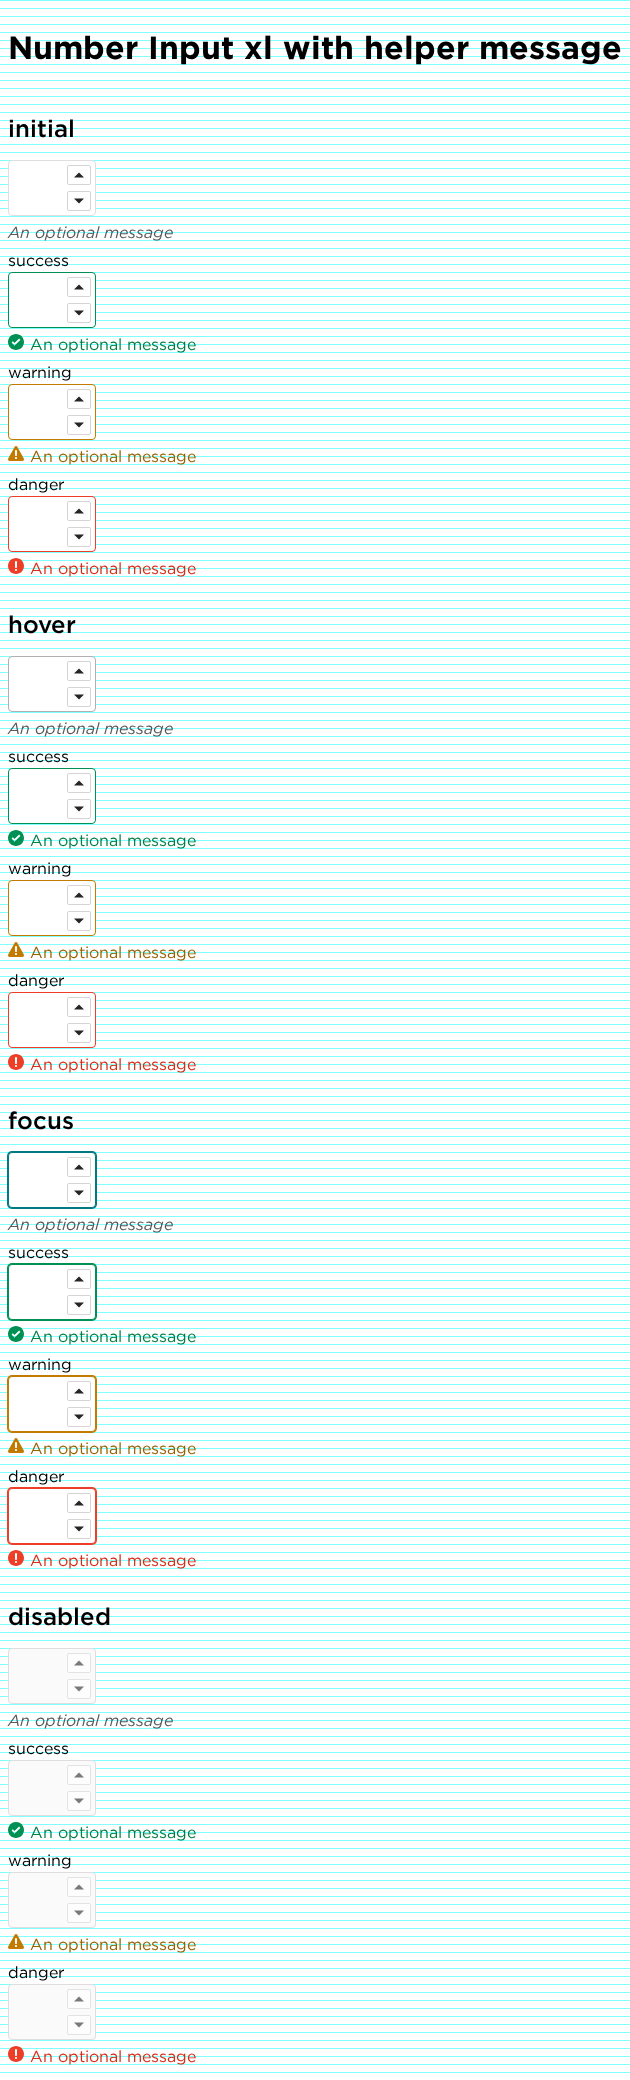 Number Input xl with helper message
initial
An optional message
success
An optional message
warning
An optional message
danger
An optional message
hover
An optional message
success
An optional message
warning
An optional message
danger
An optional message
focus
An optional message
success
An optional message
warning
An optional message
danger
An optional message
disabled
An optional message
success
An optional message
warning
An optional message
danger
An optional message